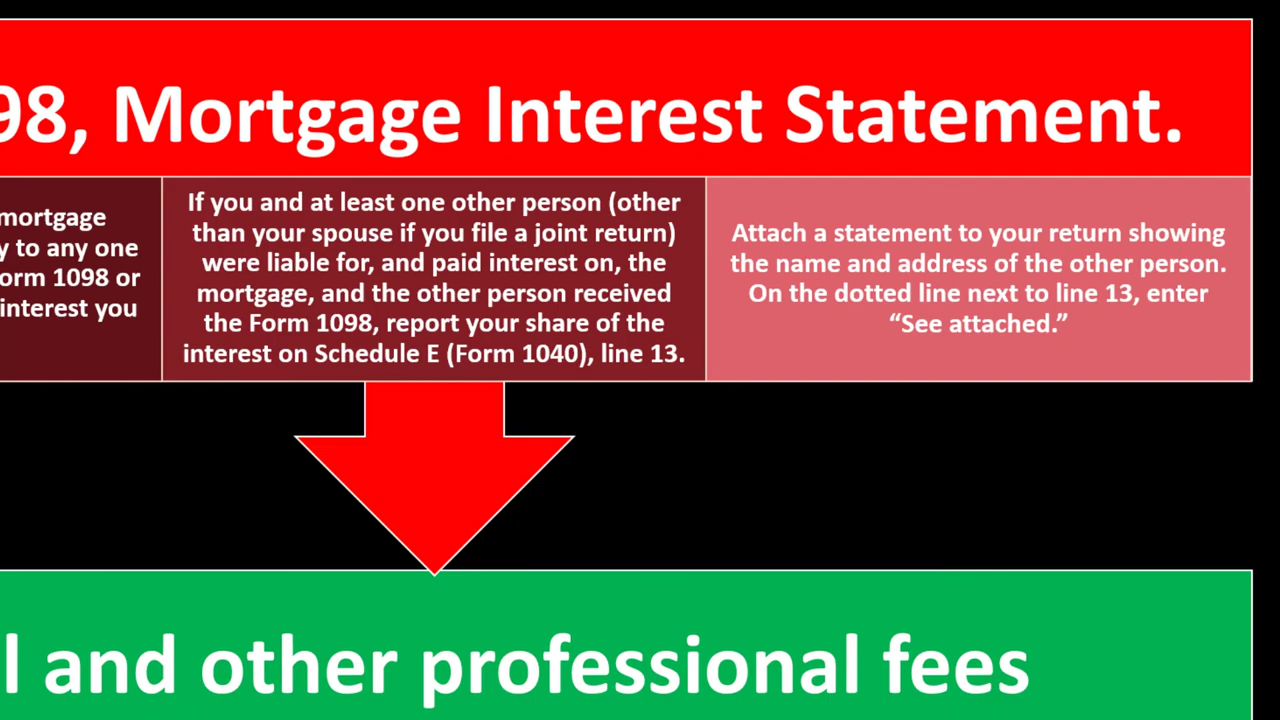 98, Mortgage Interest Statement.
mortgage
y to any one
orm 1098 or
interest you
If you and at least one other person (other
than your spouse if you file a joint return)
were liable for, and paid interest on, the
mortgage, and the other person received
the Form 1098, report your share of the
interest on Schedule E (Form 1040), line 13.
Attach a statement to your return showing
the name and address of the other person.
On the dotted line next to line 13, enter
“See attached.”
l and other professional fees